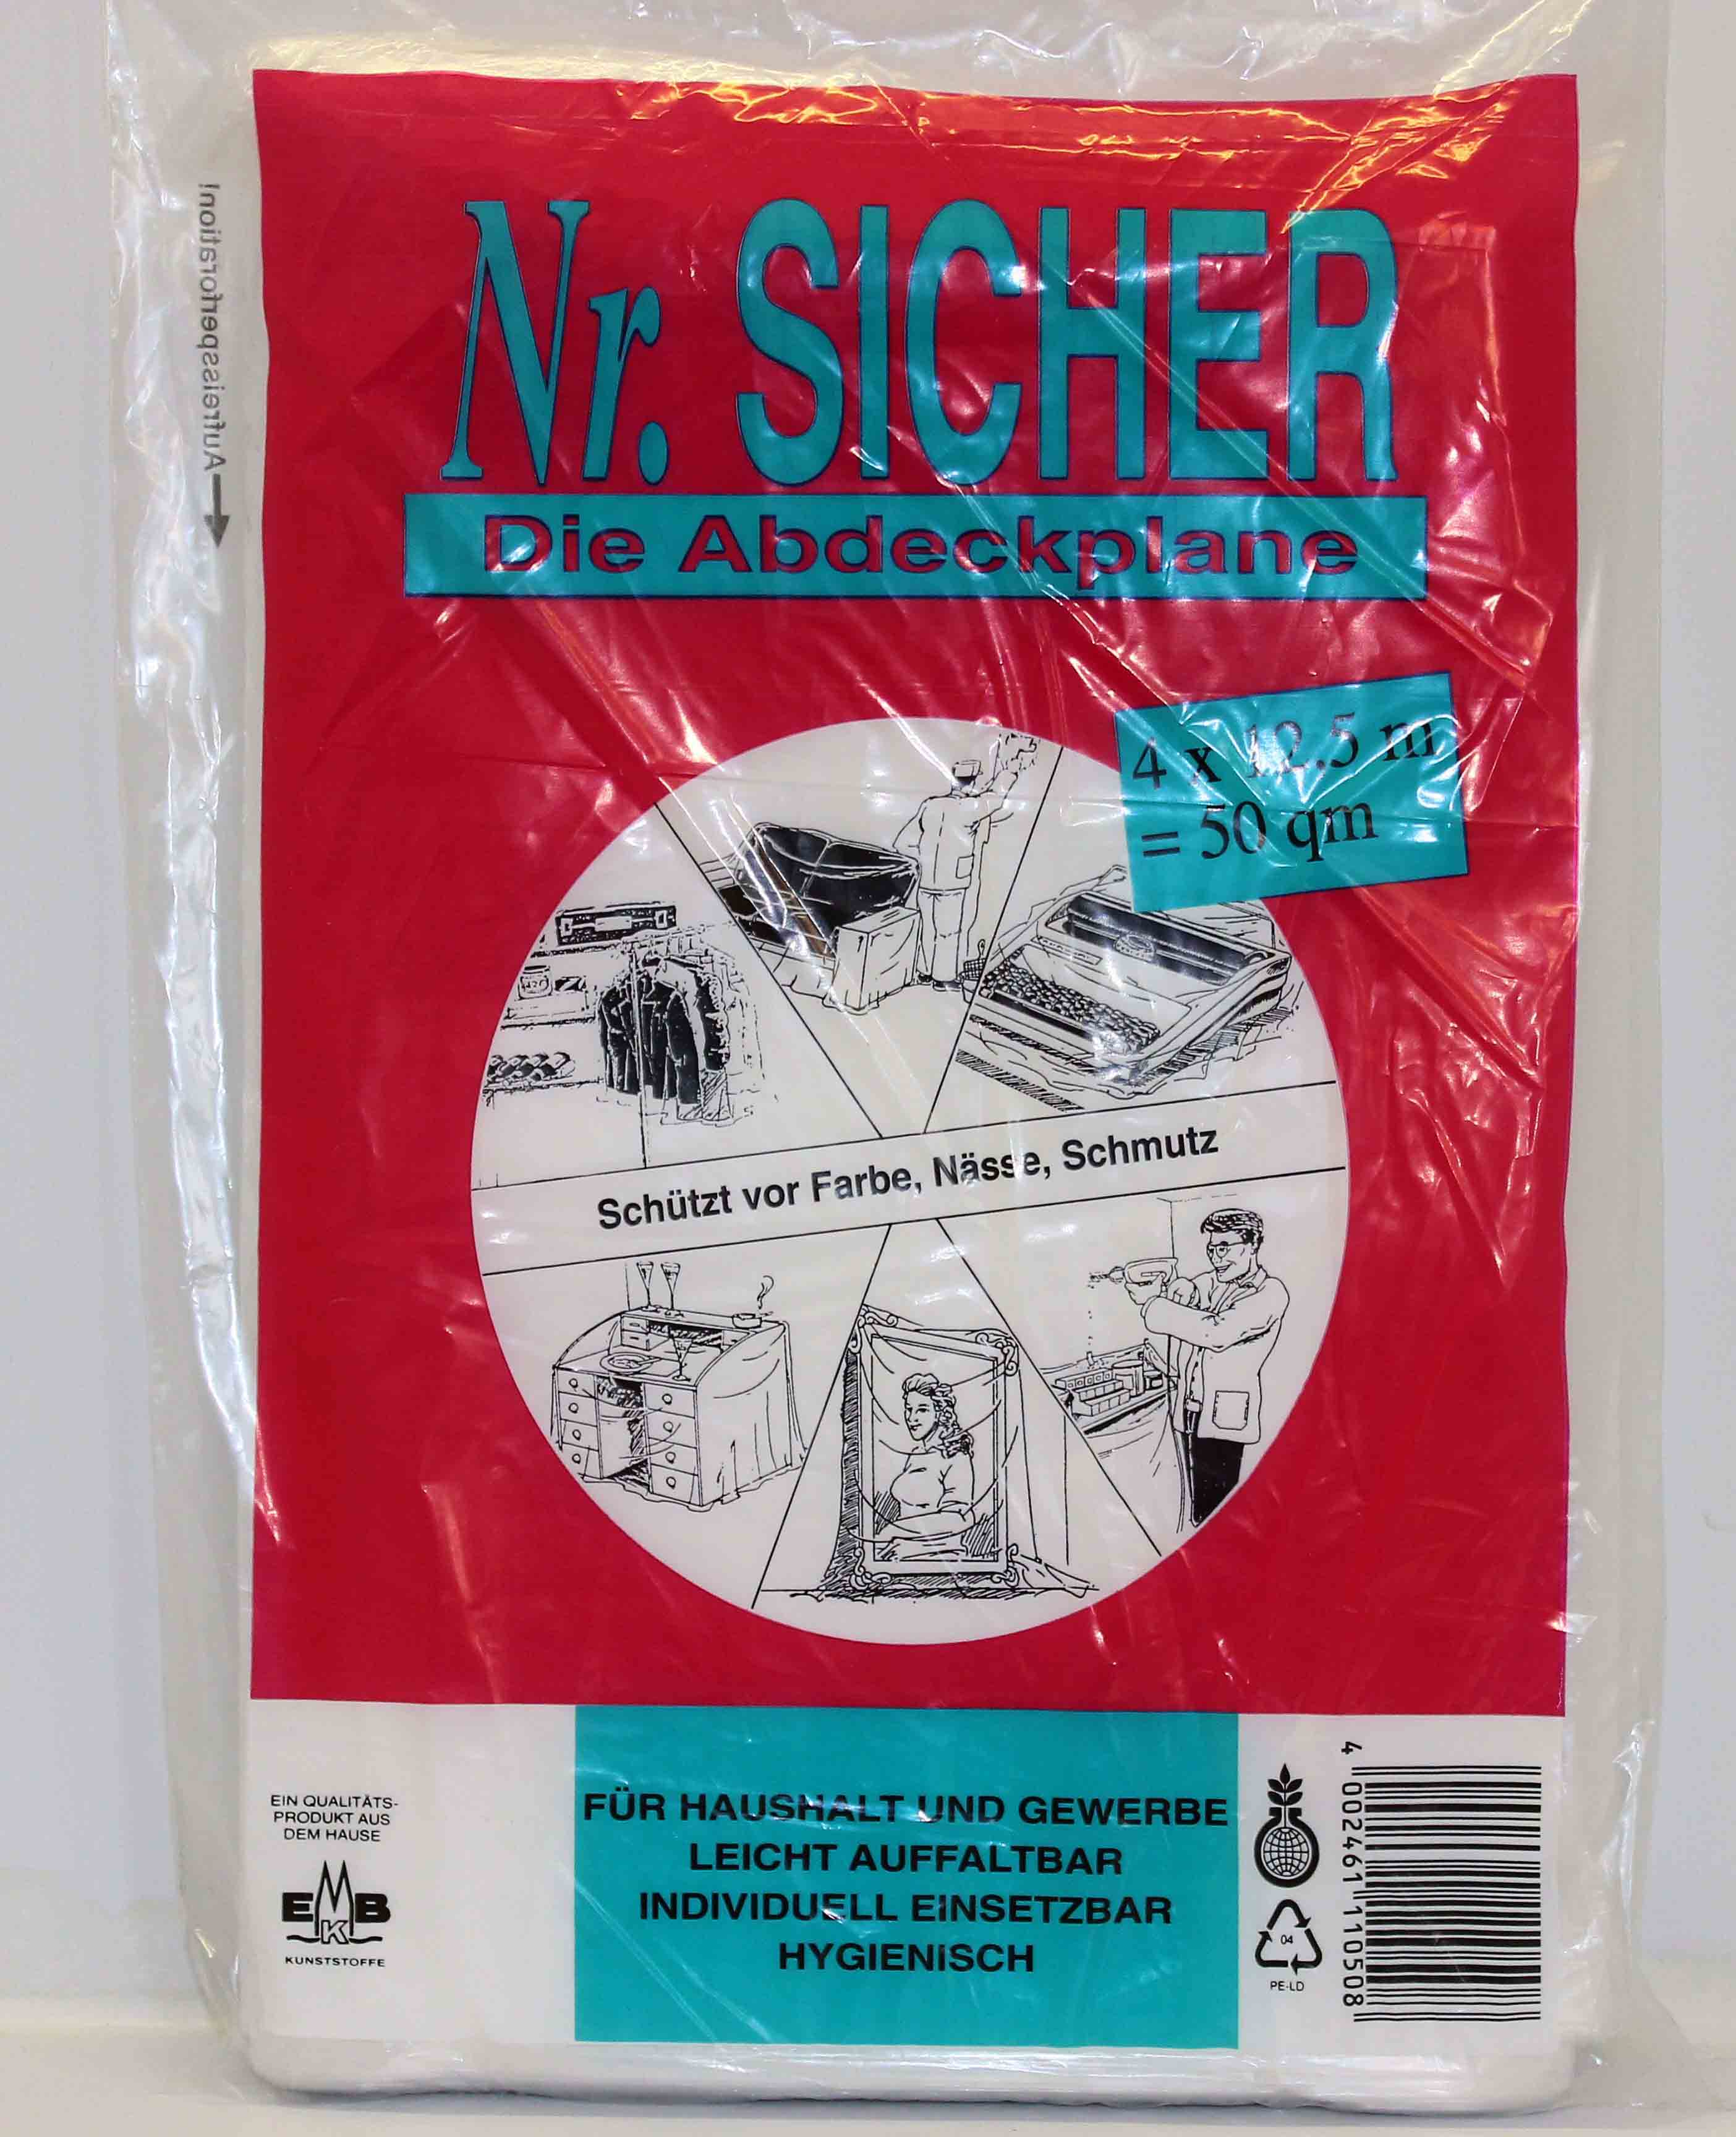 Aufreissperforation!
Nr. SICHER
Die Abdeckplane
4 x 12,5 m
= 50 qm
Schützt vor Farbe, Nässe, Schmutz
EIN QUALITÄTS-
PRODUKT AUS
DEM HAUSE
EMB
K
KUNSTSTOFFE
FÜR HAUSHALT UND GEWERBE
LEICHT AUFFALTBAR
INDIVIDUELL EINSETZBAR
HYGIENISCH
04
PE-LD
4 002461 110508